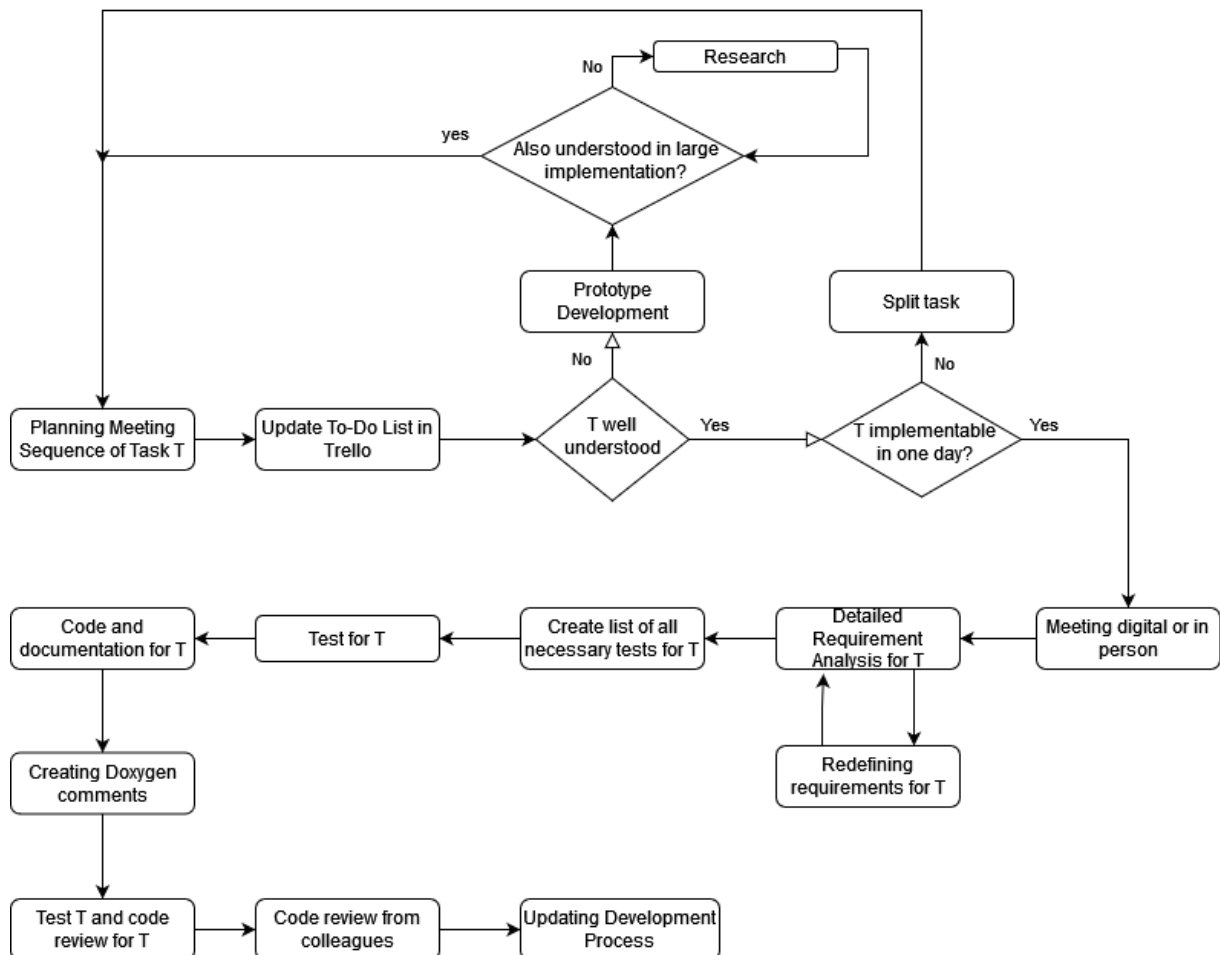 Research
No
yes
Also understood in large
implementation?
Prototype
Development
Split task
No
No
Planning Meeting
Sequence of Task T
Update To-Do List in
Trello
T well
understood
Yes
T implementable
in one day?
Yes
Code and
documentation for T
Test for T
Create list of all
necessary tests for T
Detailed
Requirement
Analysis for T
Meeting digital or in
person
Creating Doxygen
comments
Redefining
requirements for T
Test T and code
review for T
Code review from
colleagues
Updating Development
Process